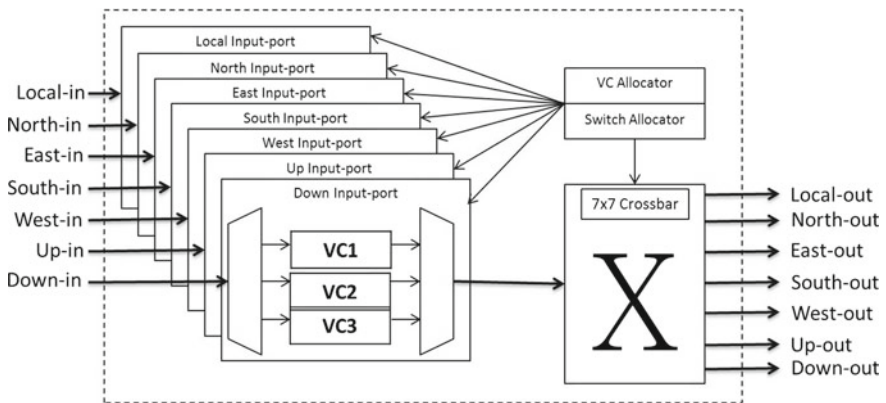 Local Input-port
North Input-port
East Input-port
South Input-port
West Input-port
Up Input-port
Down Input-port
Local-in
North-in
East-in
South-in
West-in
Up-in
Down-in
VC1
VC2
VC3
VC Allocator
Switch Allocator
7x7 Crossbar
X
Local-out
North-out
East-out
South-out
West-out
Up-out
Down-out